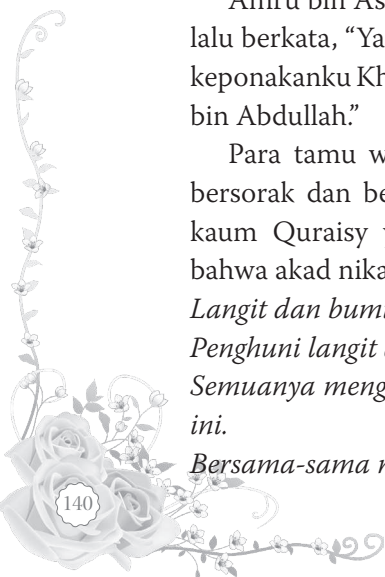 Amru bin As
lalu berkata, “Ya
keponakanku Kh
bin Abdullah.”
Para tamu w
bersorak dan be
kaum Quraisy y
bahwa akad nika
Langit dan bumi
Penghuni langit
Semuanya meng
ini.
Bersama-sama
140